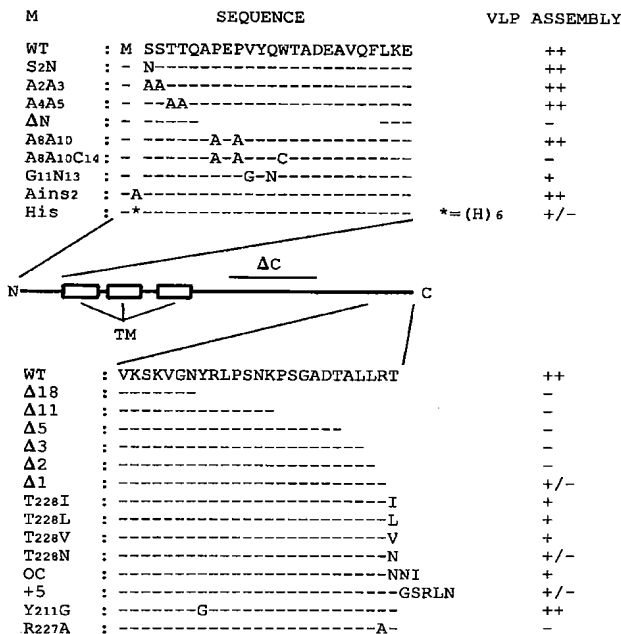 M SEQUENCE VLP ASSEMBLY
WT : M SSTTQAPEPVYQWTADEAVQFLKE ++
S2N : - N---------------------- ++
A2A3 : - AA---------------------- ++
A4A5 : - --AA-------------------- ++
ΔN : - ----- ---- -
A8A10 : - ------A-A--------------- ++
A8A10C14 : - ------A-A---C----------- -
G11N13 : - ---------G-N------------ +
Ains2 : -A------------------------ ++
His : -*------------------------ *=(H)6 +/-
ΔC
N C
TM
WT : VKSKVGNYRLPSNKPSGADTALLRT ++
Δ18 : ------- -
Δ11 : -------------- -
Δ5 : -------------------- -
Δ3 : ---------------------- -
Δ2 : ----------------------- -
Δ1 : ------------------------ +/-
T228I : ------------------------I +
T228L : ------------------------L +
T228V : ------------------------V +
T228N : ------------------------N +/-
OC : ------------------------NNI +
+5 : -------------------------GSRLN +/-
Y211G : -------G----------------- ++
R227A : -----------------------A- -